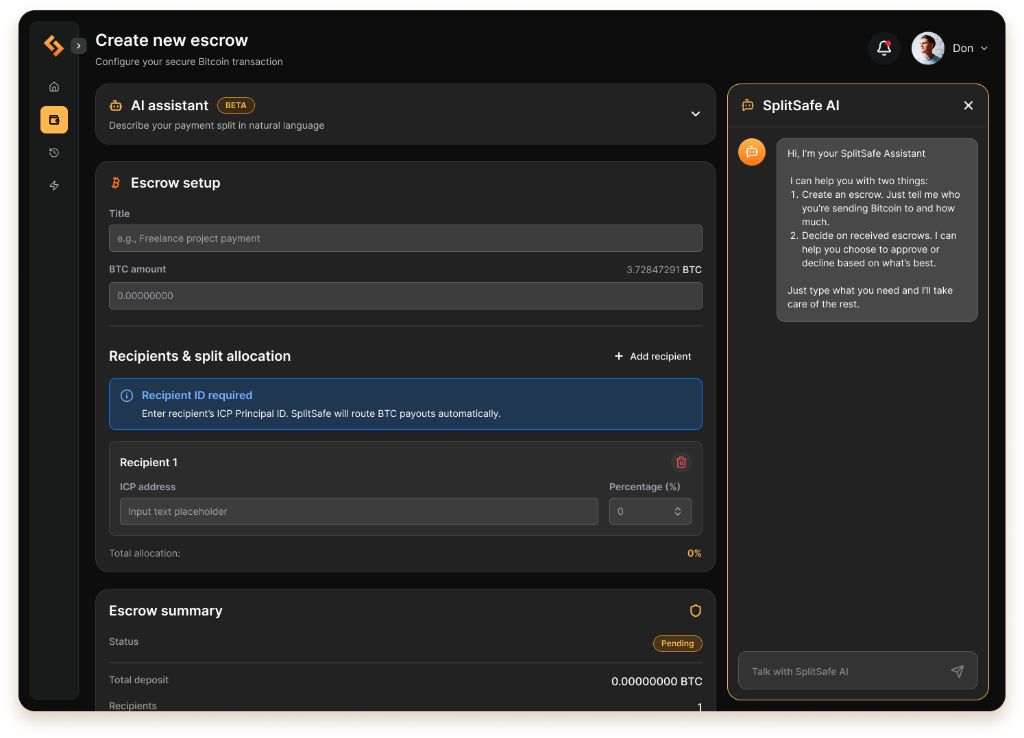 Create new escrow
Configure your secure Bitcoin transaction
Don
AI assistant BETA
Describe your payment split in natural language
Escrow setup
Title
e.g., Freelance project payment
BTC amount 3.72847291 BTC
0.00000000
Recipients & split allocation + Add recipient
Recipient ID required
Enter recipient's ICP Principal ID. SplitSafe will route BTC payouts automatically.
Recipient 1
ICP address Percentage (%)
Input text placeholder 0
Total allocation: 0%
Escrow summary
Status Pending
Total deposit 0.00000000 BTC
Recipients 1
SplitSafe AI
Hi, I'm your SplitSafe Assistant
I can help you with two things:
1. Create an escrow. Just tell me who
you're sending Bitcoin to and how
much.
2. Decide on received escrows. I can
help you choose to approve or
decline based on what's best.
Just type what you need and I'll take
care of the rest.
Talk with SplitSafe AI